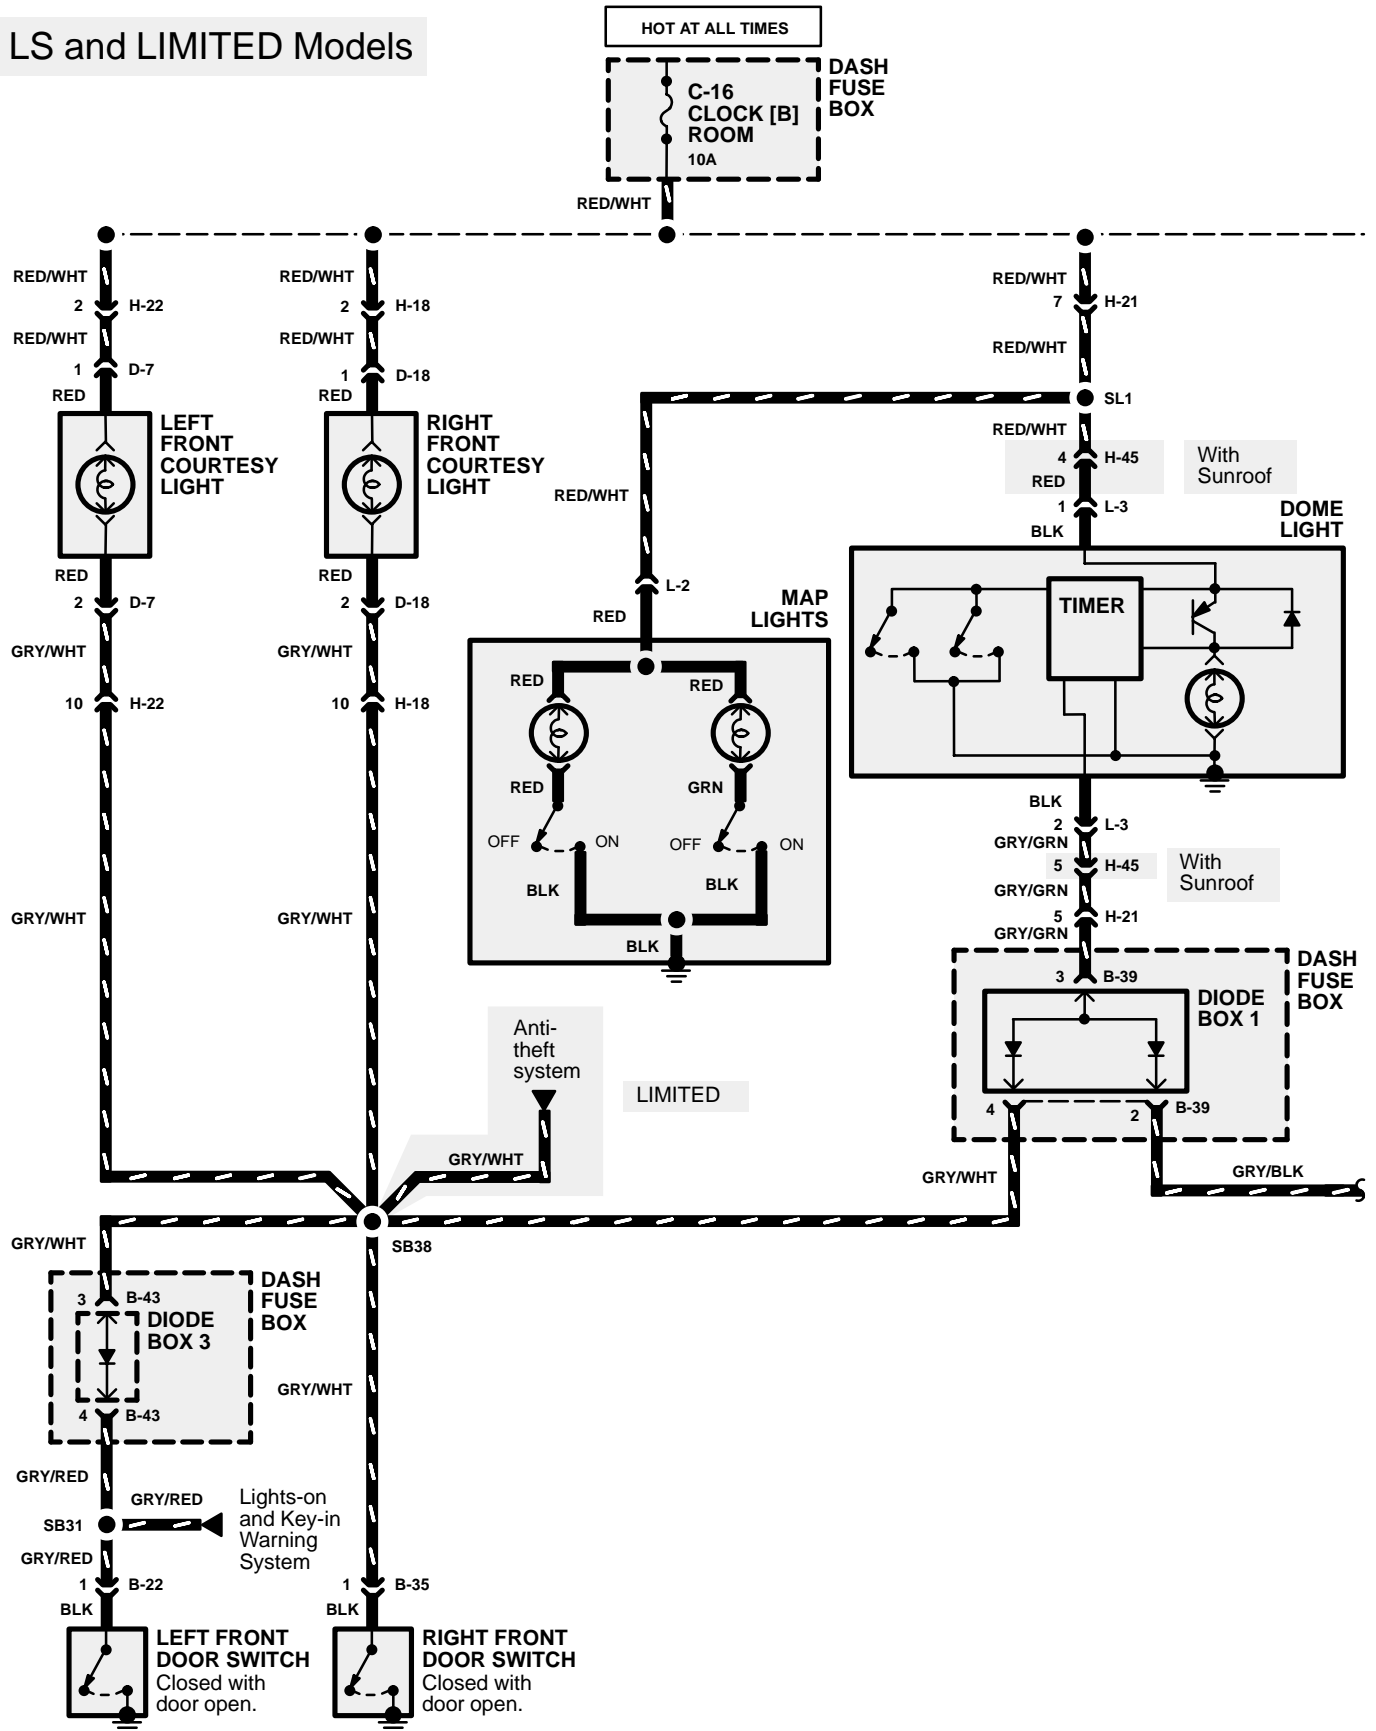 LS and LIMITED Models
HOT AT ALL TIMES
DASH
FUSE
BOX
C-16
CLOCK [B]
ROOM
10A
RED/WHT
RED/WHT
2 H-22
RED/WHT
1 D-7
RED
LEFT
FRONT
COURTESY
LIGHT
RED
2 D-7
GRY/WHT
10 H-22
GRY/WHT
RED/WHT
2 H-18
RED/WHT
1 D-18
RED
RIGHT
FRONT
COURTESY
LIGHT
RED
2 D-18
GRY/WHT
10 H-18
GRY/WHT
RED/WHT
7 H-21
RED/WHT
SL1
RED/WHT
4 H-45
RED
With
Sunroof
1 L-3
BLK
DOME
LIGHT
TIMER
RED/WHT
L-2
RED
MAP
LIGHTS
RED
RED
RED
GRN
OFF
ON
OFF
ON
BLK
BLK
BLK
BLK
2 L-3
GRY/GRN
5 H-45
With
Sunroof
GRY/GRN
5 H-21
GRY/GRN
DASH
FUSE
BOX
3 B-39
DIODE
BOX 1
4
2 B-39
GRY/WHT
GRY/BLK
Anti-
theft
system
LIMITED
GRY/WHT
SB38
GRY/WHT
DASH
FUSE
BOX
3 B-43
DIODE
BOX 3
4 B-43
GRY/WHT
GRY/RED
GRY/RED
SB31
Lights-on
and Key-in
Warning
System
GRY/RED
1 B-22
BLK
LEFT FRONT
DOOR SWITCH
Closed with
door open.
1 B-35
BLK
RIGHT FRONT
DOOR SWITCH
Closed with
door open.